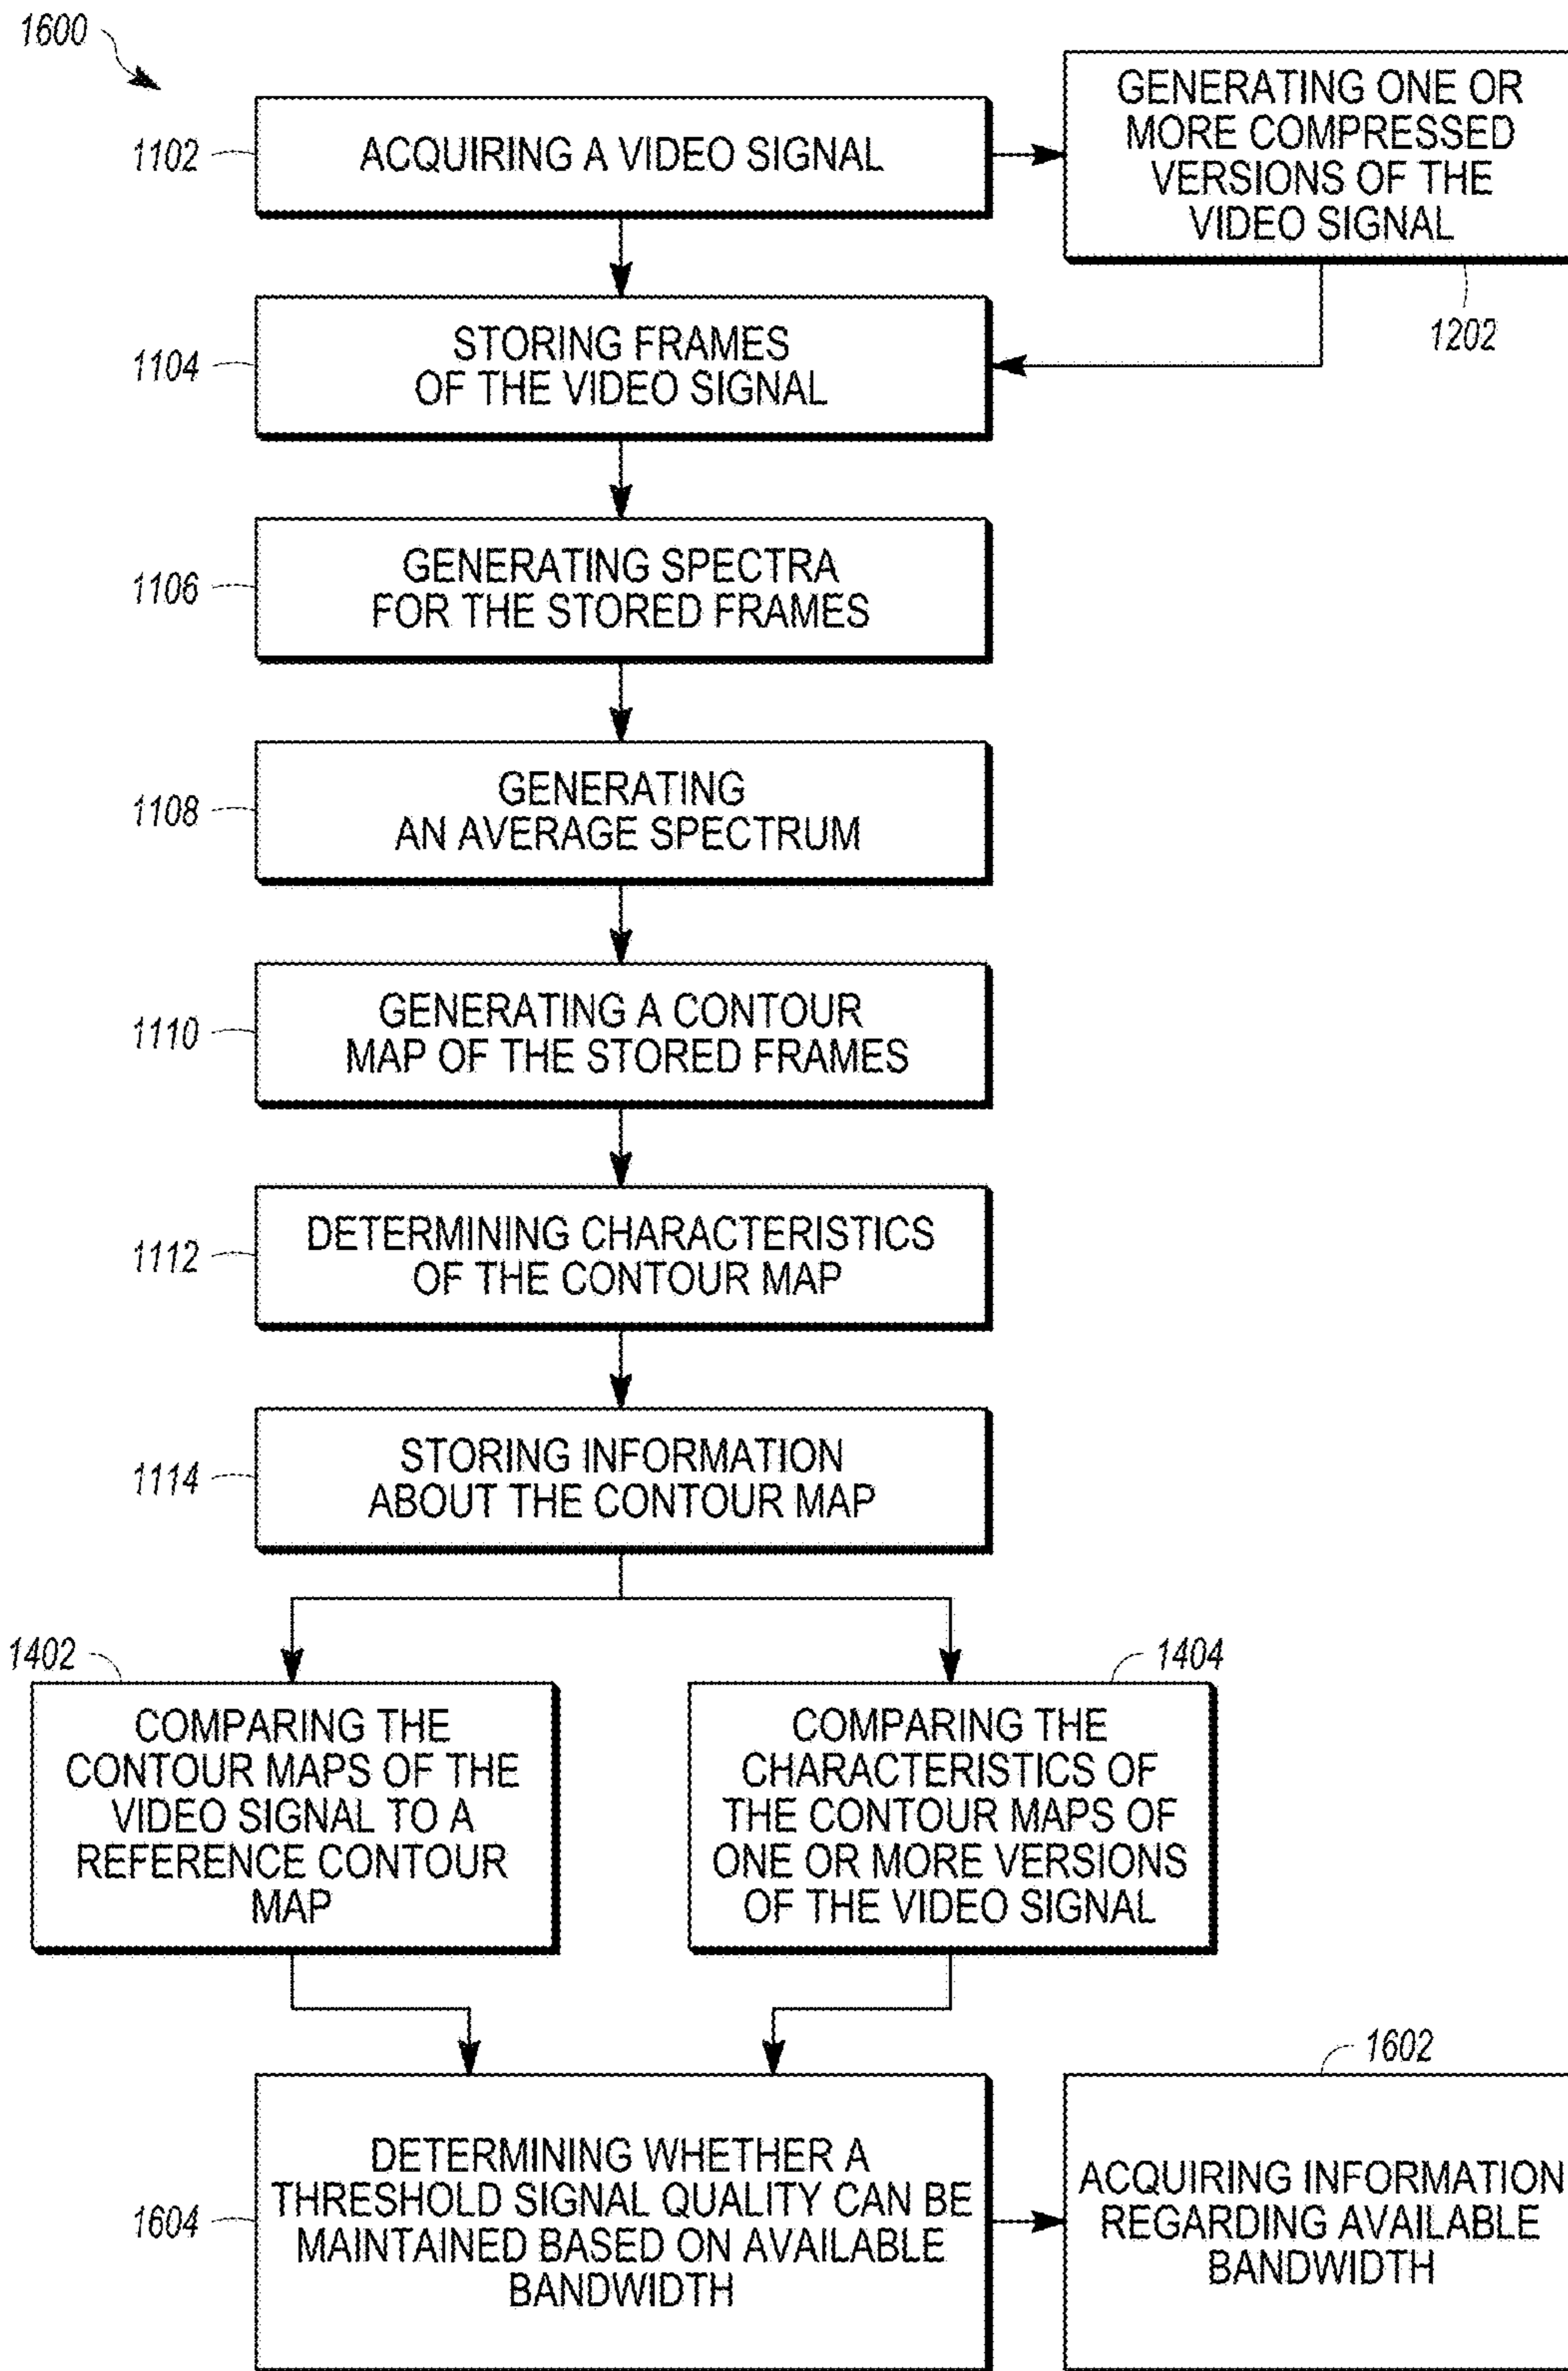 1600
1102
ACQUIRING A VIDEO SIGNAL
GENERATING ONE OR
MORE COMPRESSED
VERSIONS OF THE
VIDEO SIGNAL
1202
1104
STORING FRAMES
OF THE VIDEO SIGNAL
1106
GENERATING SPECTRA
FOR THE STORED FRAMES
1108
GENERATING
AN AVERAGE SPECTRUM
1110
GENERATING A CONTOUR
MAP OF THE STORED FRAMES
1112
DETERMINING CHARACTERISTICS
OF THE CONTOUR MAP
1114
STORING INFORMATION
ABOUT THE CONTOUR MAP
1402
COMPARING THE
CONTOUR MAPS OF THE
VIDEO SIGNAL TO A
REFERENCE CONTOUR
MAP
1404
COMPARING THE
CHARACTERISTICS OF
THE CONTOUR MAPS OF
ONE OR MORE VERSIONS
OF THE VIDEO SIGNAL
1604
DETERMINING WHETHER A
THRESHOLD SIGNAL QUALITY CAN BE
MAINTAINED BASED ON AVAILABLE
BANDWIDTH
1602
ACQUIRING INFORMATION
REGARDING AVAILABLE
BANDWIDTH